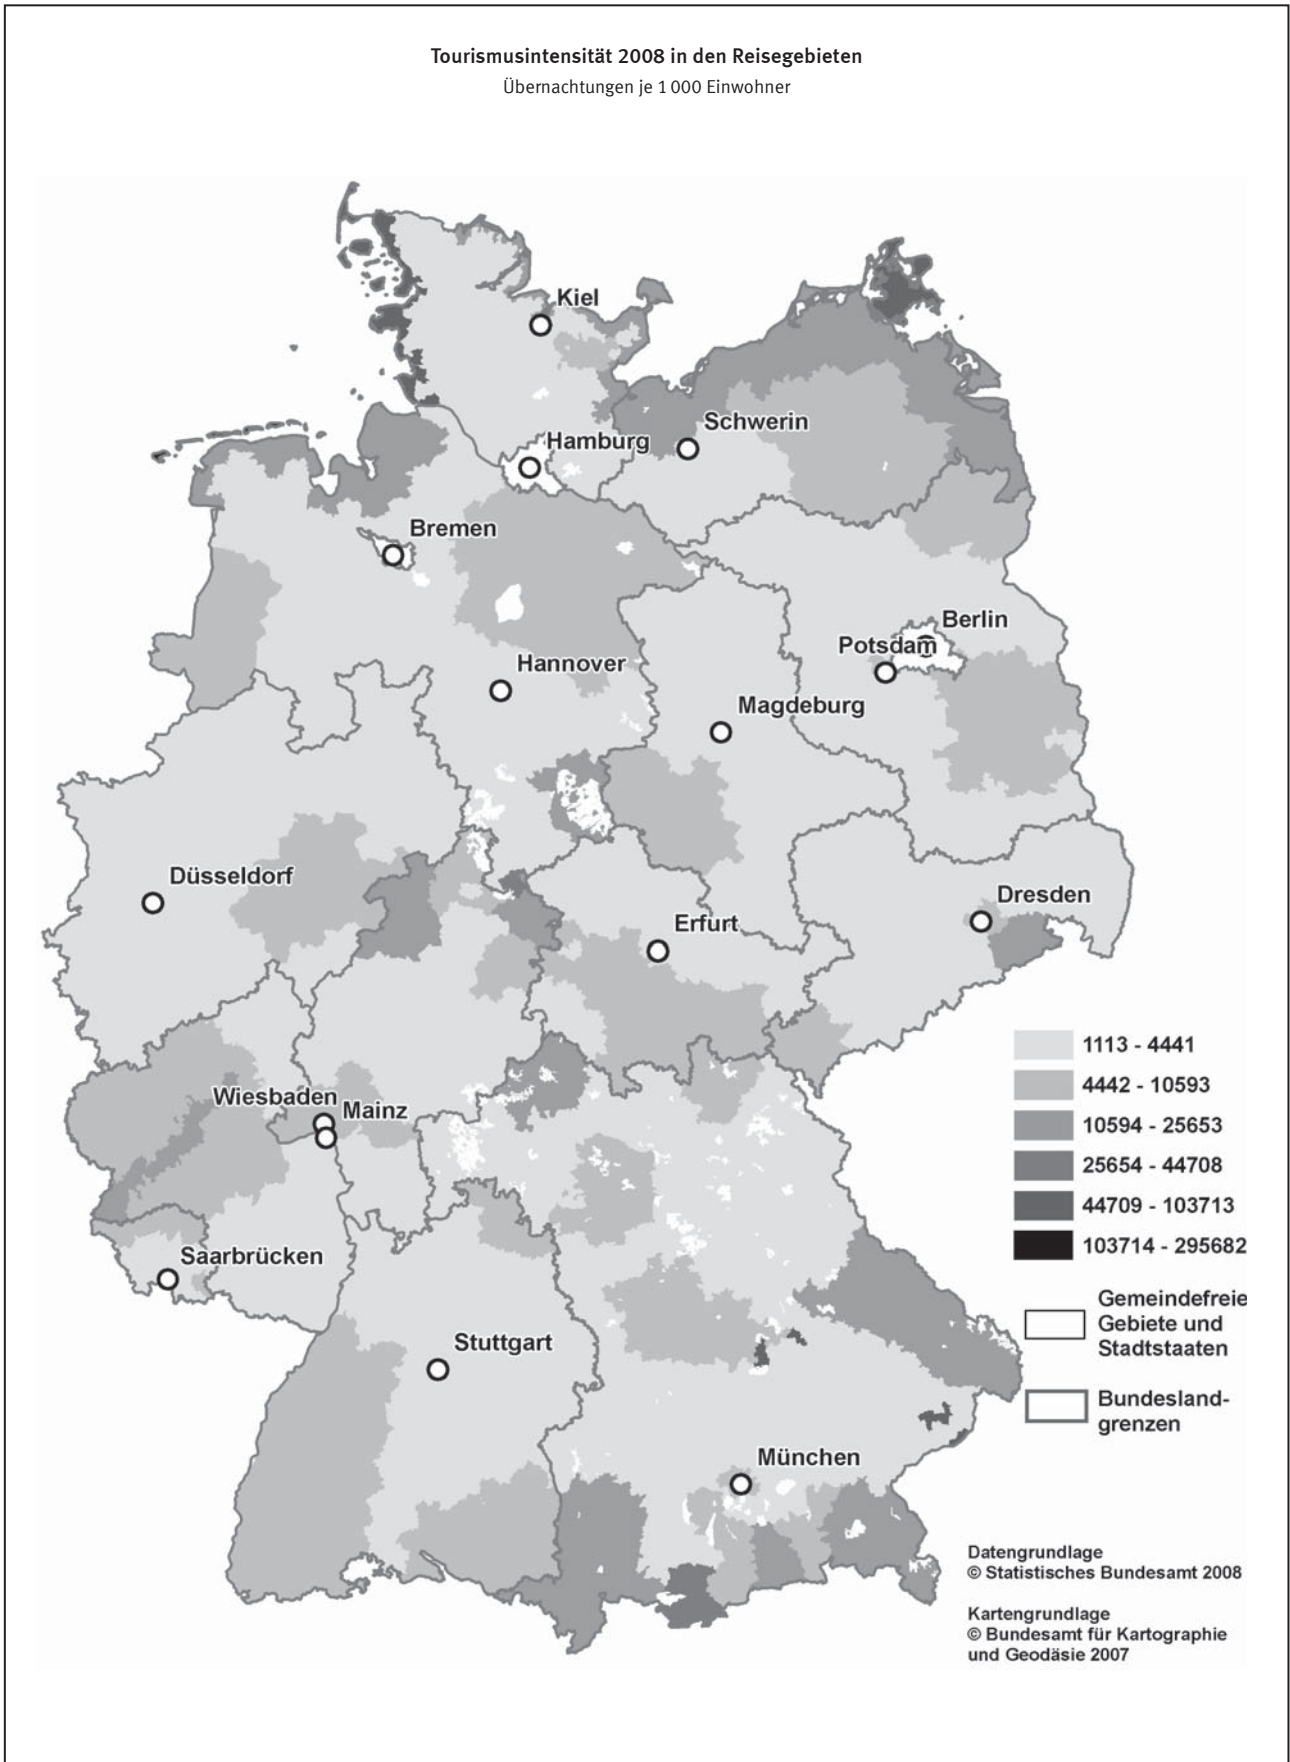 Tourismusintensität 2008 in den Reisegebieten
Übernachtungen je 1 000 Einwohner
Kiel
Schwerin
Hamburg
Bremen
Berlin
Potsdam
Hannover
Magdeburg
Düsseldorf
Dresden
Erfurt
Wiesbaden
Mainz
Saarbrücken
Stuttgart
München
1113 - 4441
4442 - 10593
10594 - 25653
25654 - 44708
44709 - 103713
103714 - 295682
Gemeindefreie
Gebiete und
Stadtstaaten
Bundesland-
grenzen
Datengrundlage
© Statistisches Bundesamt 2008
Kartengrundlage
© Bundesamt für Kartographie
und Geodäsie 2007